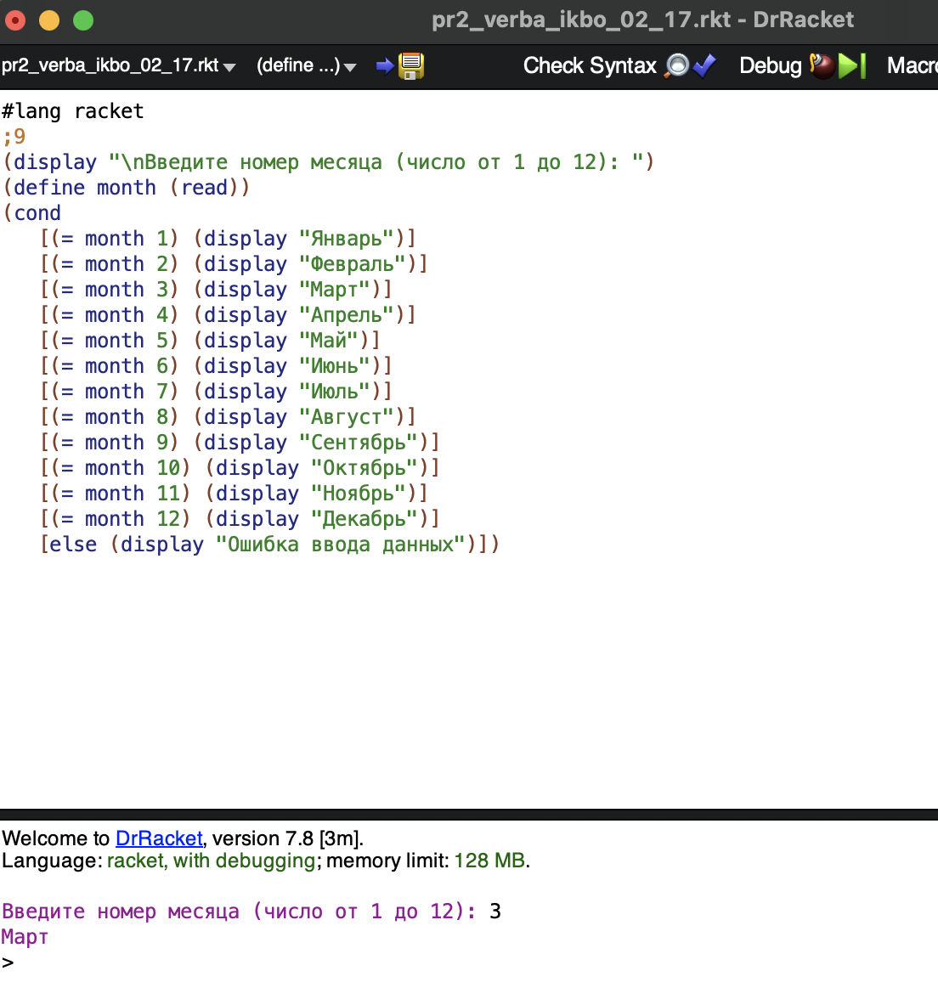 pr2_verba_ikbo_02_17.rkt - DrRacket
pr2_verba_ikbo_02_17.rkt (define ...) Check Syntax Debug Macro
#lang racket
;9
(display "\nВведите номер месяца (число от 1 до 12): ")
(define month (read))
(cond
   [(= month 1) (display "Январь")]
   [(= month 2) (display "Февраль")]
   [(= month 3) (display "Март")]
   [(= month 4) (display "Апрель")]
   [(= month 5) (display "Май")]
   [(= month 6) (display "Июнь")]
   [(= month 7) (display "Июль")]
   [(= month 8) (display "Август")]
   [(= month 9) (display "Сентябрь")]
   [(= month 10) (display "Октябрь")]
   [(= month 11) (display "Ноябрь")]
   [(= month 12) (display "Декабрь")]
   [else (display "Ошибка ввода данных")])
Welcome to DrRacket, version 7.8 [3m].
Language: racket, with debugging; memory limit: 128 MB.
Введите номер месяца (число от 1 до 12): 3
Март
>